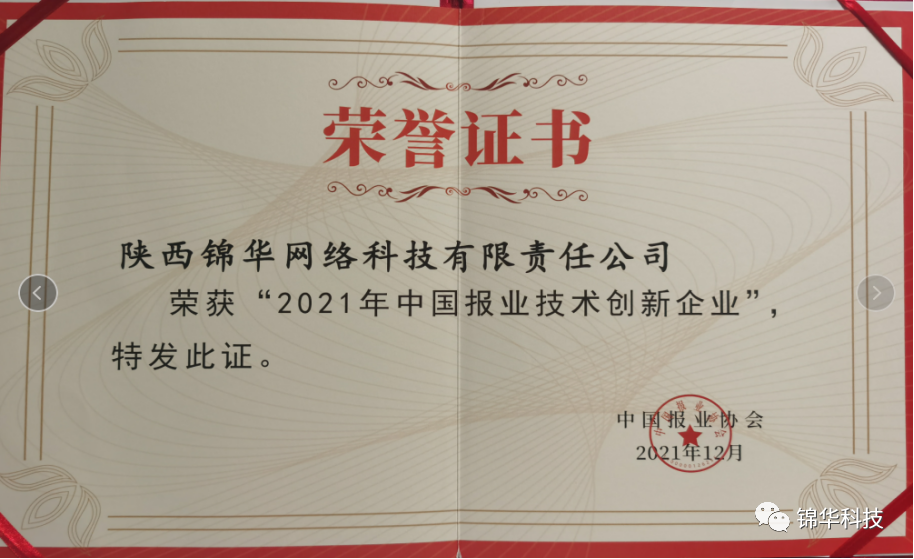 荣誉证书
陕西锦华网络科技有限责任公司
荣获“2021年中国报业技术创新企业”，
特发此证。
中国报业协会
2021年12月
锦华科技